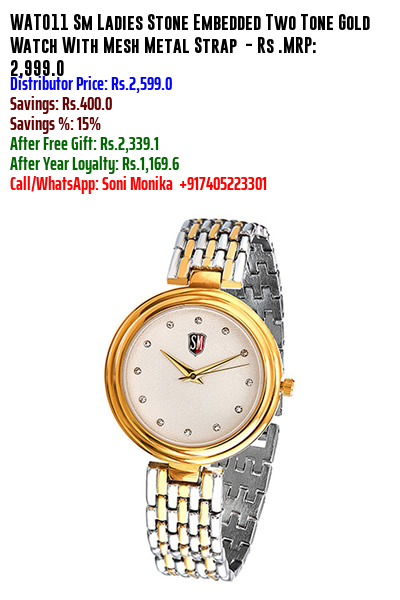 WAT011 Sm Ladies Stone Embedded Two Tone Gold
Watch With Mesh Metal Strap - Rs .MRP:
2,999.0
Distributor Price: Rs.2,599.0
Savings: Rs.400.0
Savings %: 15%
After Free Gift: Rs.2,339.1
After Year Loyalty: Rs.1,169.6
Call/WhatsApp: Soni Monika +917405223301
SM